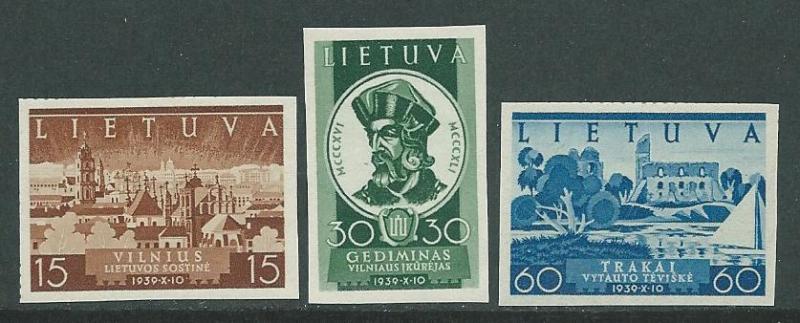 LIETUVA
15 VILNIUS 15
LIETUVOS SOSTINĖ
1939-X-10
LIETUVA
MCCCXVI MCCCXLI
30 30
GEDIMINAS
VILNIAUS ĮKŪRĖJAS
1939-X-10
LIETUVA
60 TRAKAI 60
VYTAUTO TĖVIŠKĖ
1939-X-10